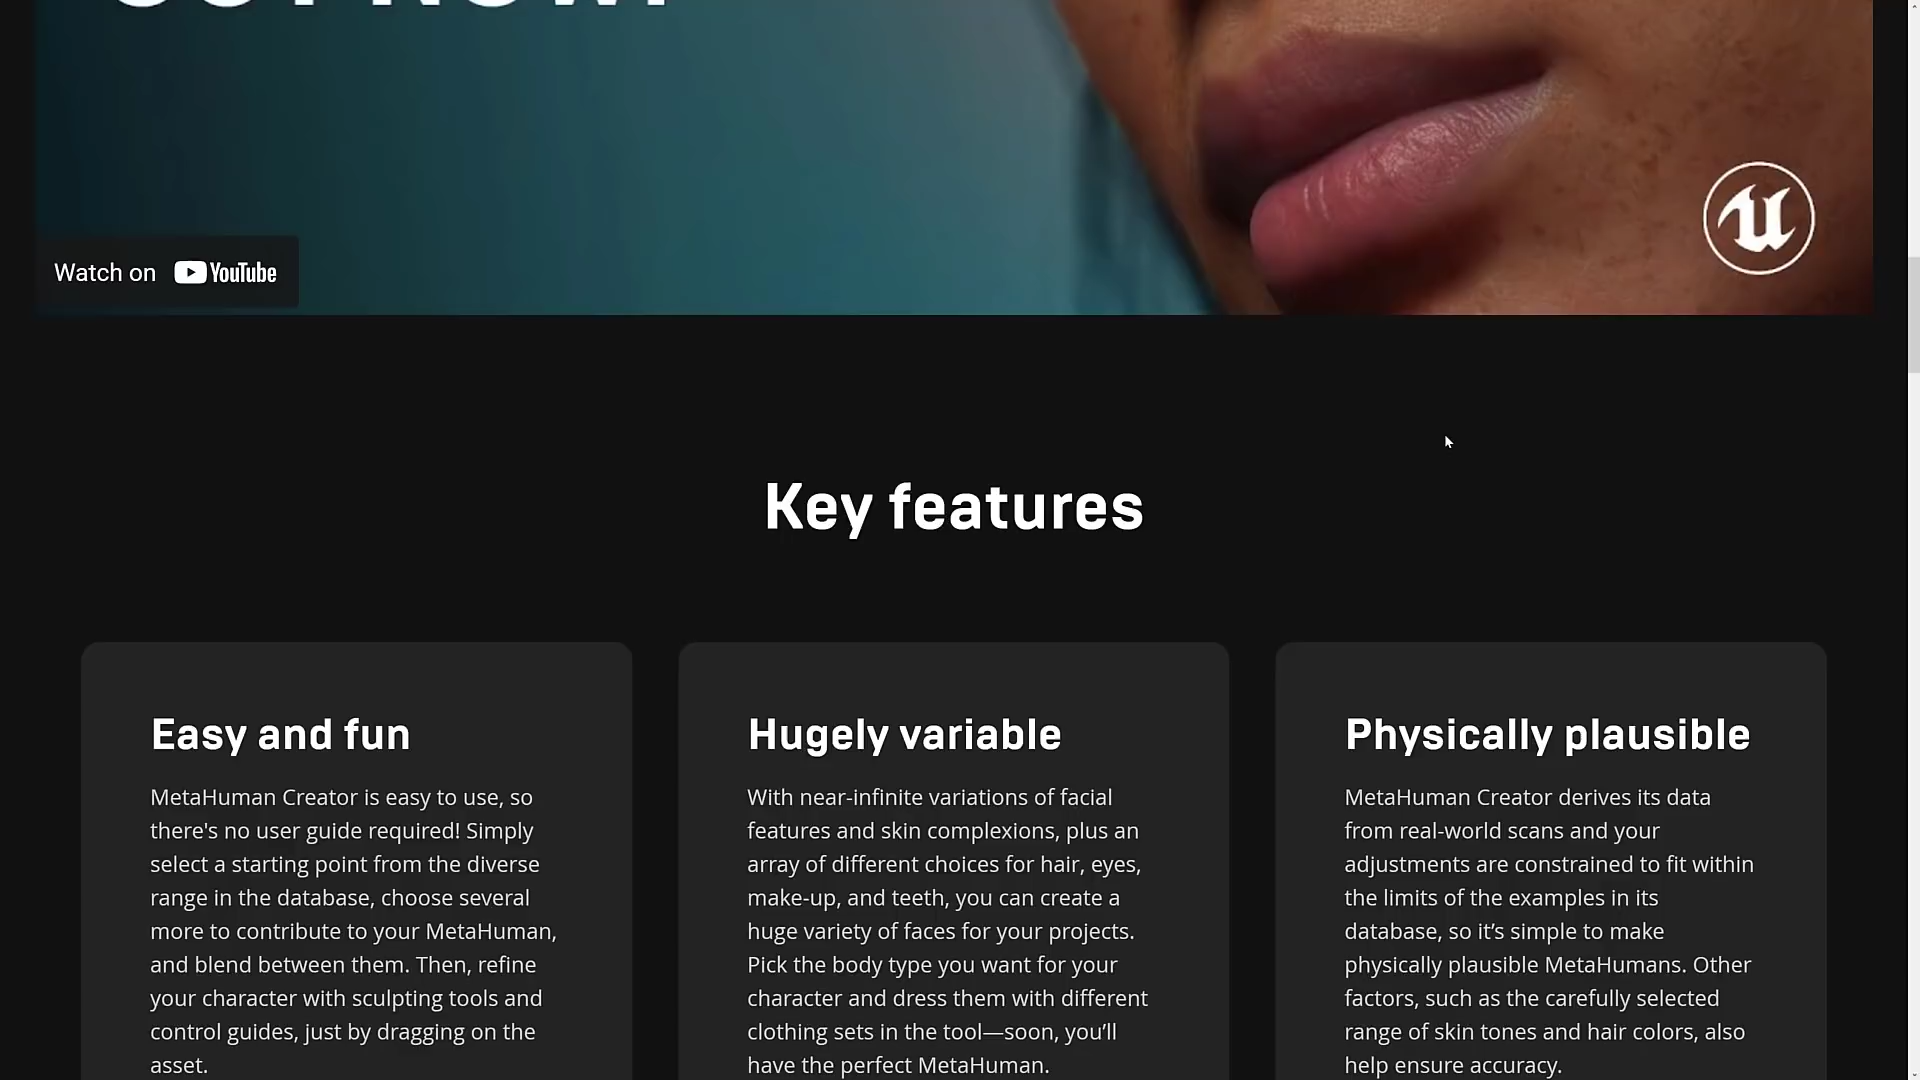 Watch on YouTube
Key features
Easy and fun
MetaHuman Creator is easy to use, so
there's no user guide required! Simply
select a starting point from the diverse
range in the database, choose several
more to contribute to your MetaHuman,
and blend between them. Then, refine
your character with sculpting tools and
control guides, just by dragging on the
asset.
Hugely variable
With near-infinite variations of facial
features and skin complexions, plus an
array of different choices for hair, eyes,
make-up, and teeth, you can create a
huge variety of faces for your projects.
Pick the body type you want for your
character and dress them with different
clothing sets in the tool—soon, you’ll
have the perfect MetaHuman.
Physically plausible
MetaHuman Creator derives its data
from real-world scans and your
adjustments are constrained to fit within
the limits of the examples in its
database, so it’s simple to make
physically plausible MetaHumans. Other
factors, such as the carefully selected
range of skin tones and hair colors, also
help ensure accuracy.